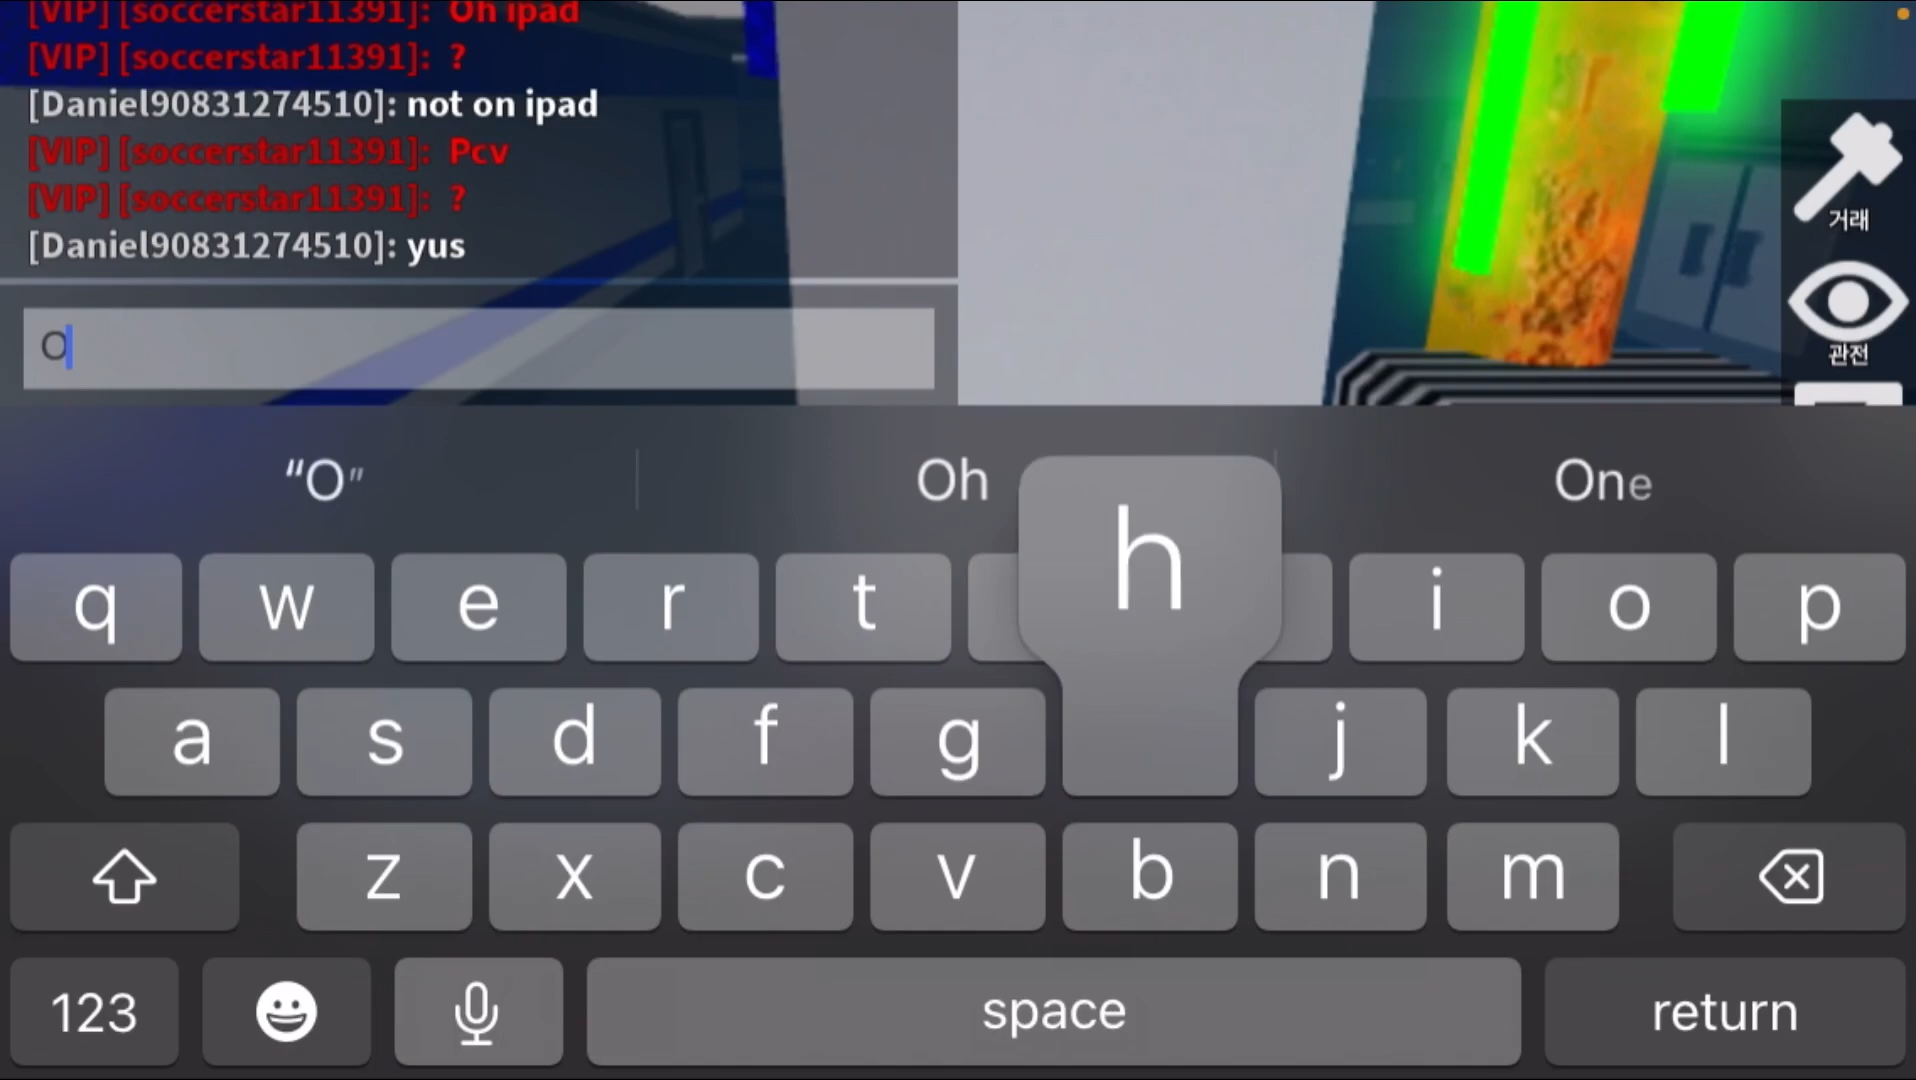 [VIP] [soccerstar11391]: Oh ipad
[VIP] [soccerstar11391]: ?
[Daniel90831274510]: not on ipad
[VIP] [soccerstar11391]: Pcv
[VIP] [soccerstar11391]: ?
[Daniel90831274510]: yus
O
거래
관전
“O” Oh One
q w e r t h i o p
a s d f g j k l
z x c v b n m
123 space return